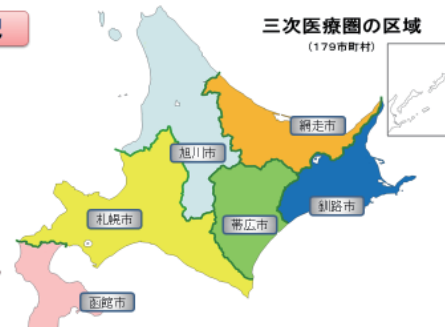 三次医療圏の区域
(179市町村)
網走市
旭川市
釧路市
札幌市
帯広市
函館市